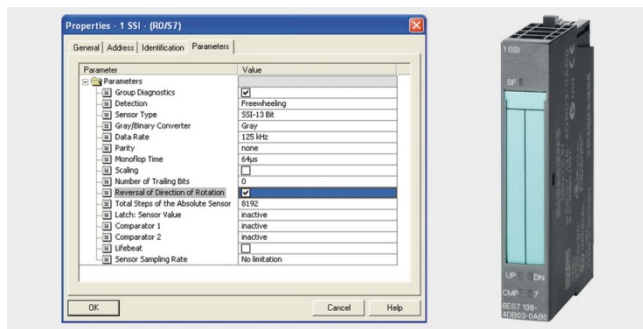 Properties - 1 SSI - (R0/S7)
General Address Identification Parameters
Parameter Value
Parameters
Group Diagnostics
Detection Freewheeling
Sensor Type SSI-13 Bit
Gray/Binary Converter Gray
Data Rate 125 kHz
Parity none
Monoflop Time 64µs
Scaling
Number of Trailing Bits 0
Reversal of Direction of Rotation
Total Steps of the Absolute Sensor 8192
Latch: Sensor Value inactive
Comparator 1 inactive
Comparator 2 inactive
Lifebeat
Sensor Sampling Rate No limitation
OK Cancel Help
1 SSI
SF
UP DN
CMP 7
6ES7 138-
4DB03-0AB0